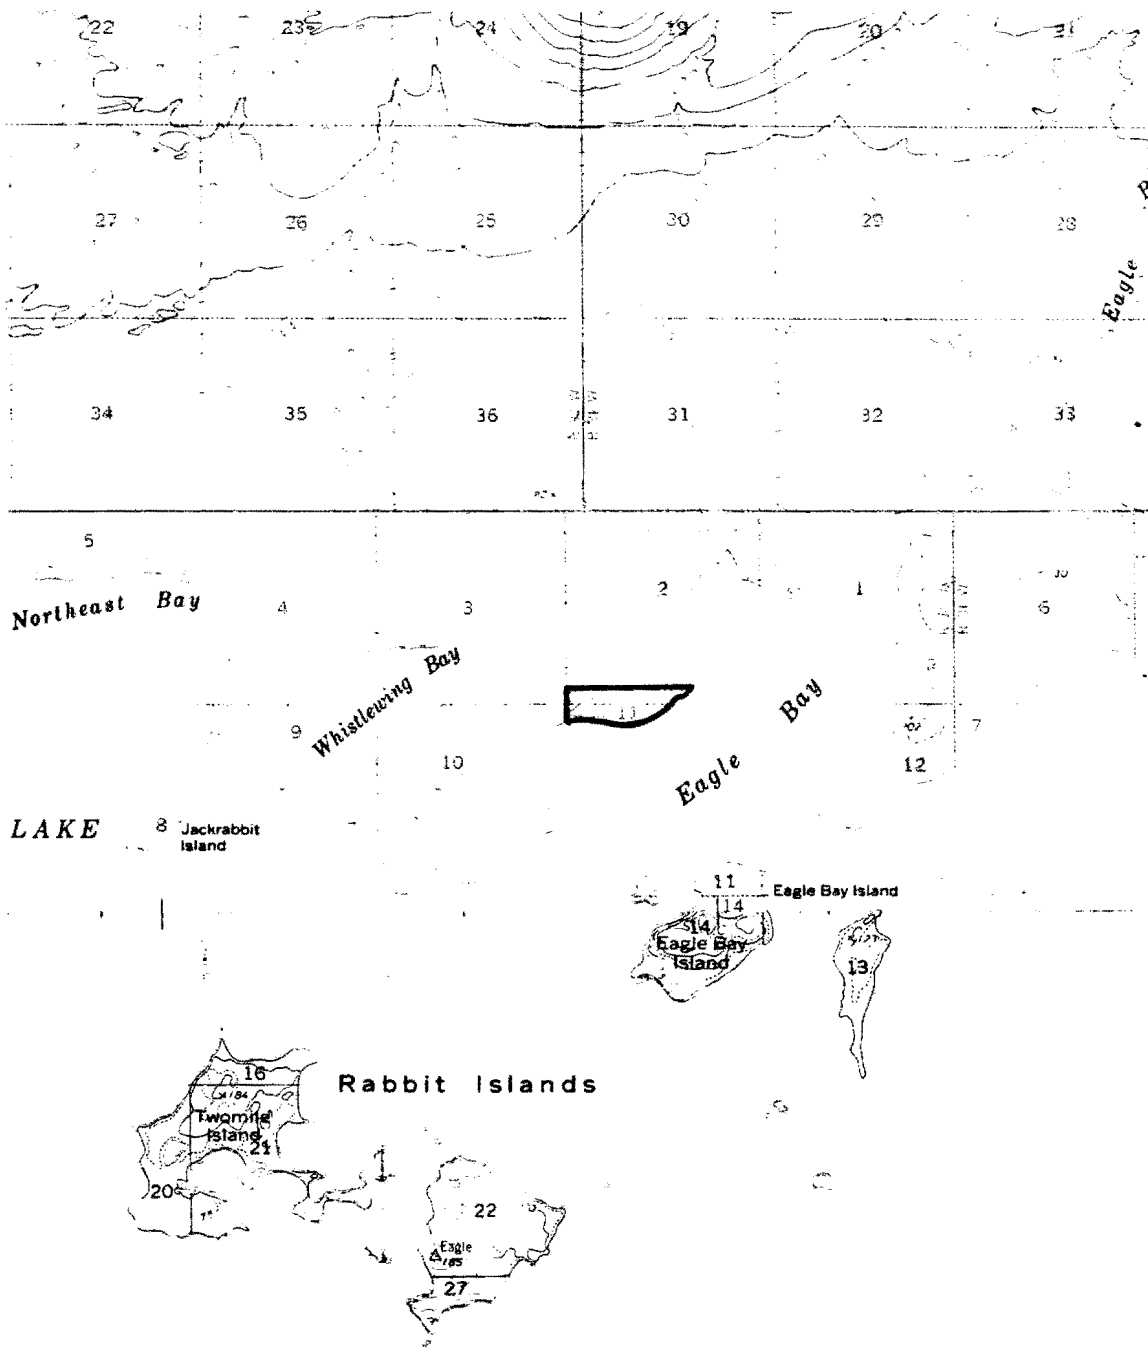 22 23 24 19 20 21
27 26 25 30 29 28
Eagle
34 35 36 31 32 33
5
Northeast Bay
4 3 2 1 6
Whistlewing Bay
9 10 11
Eagle Bay
12 7
LAKE
8 Jackrabbit
Island
11
Eagle Bay Island
14
14
Eagle Bay
Island
13
16
Rabbit Islands
Twomile
Island
21
20
22
Eagle
185
27